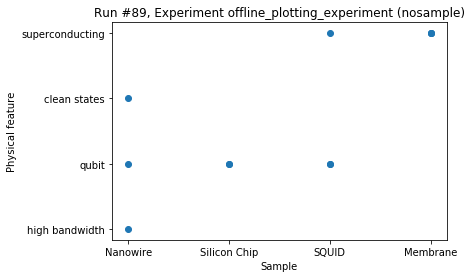 Run #89, Experiment offline_plotting_experiment (nosample)
superconducting
clean states
qubit
high bandwidth
Physical feature
Nanowire Silicon Chip SQUID Membrane
Sample